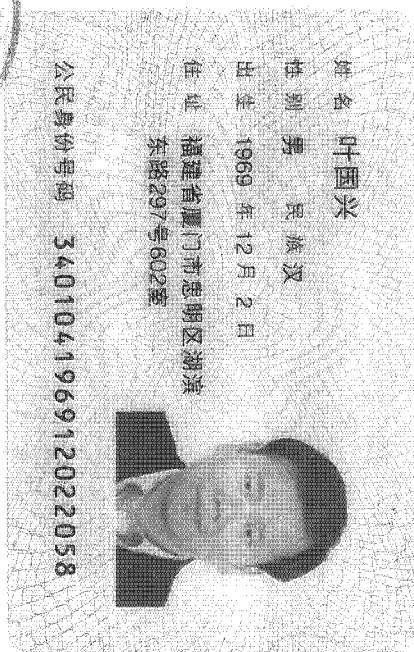 姓名 叶国兴
性别 男 民族 汉
出生 1969 年 12 月 2 日
住址 福建省厦门市思明区湖滨
东路297号602室
公民身份号码 340104196912022058